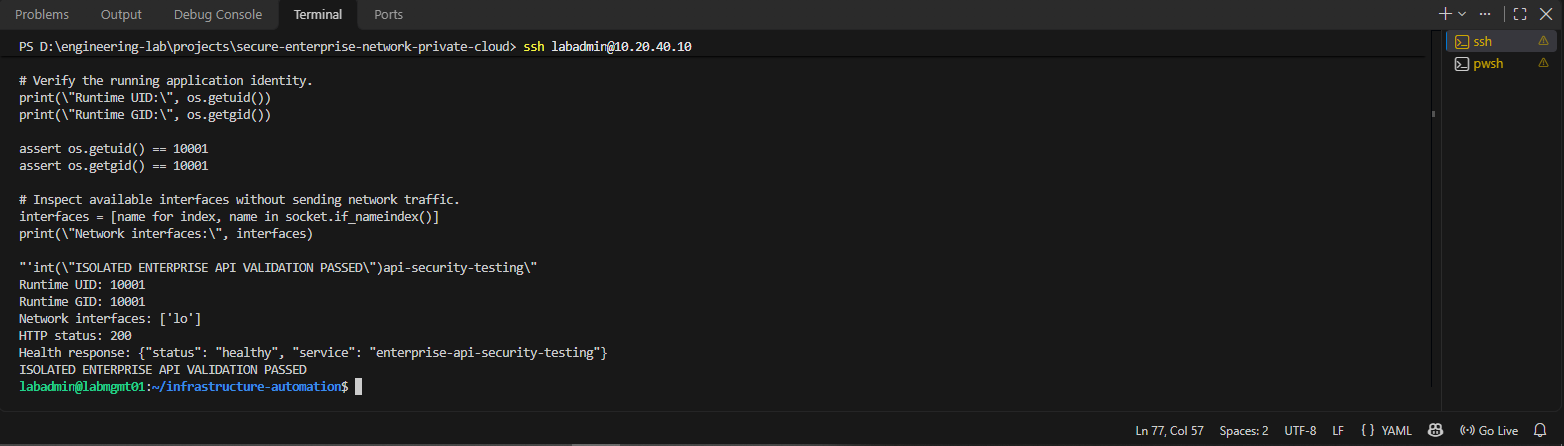 Problems Output Debug Console Terminal Ports
PS D:\engineering-lab\projects\secure-enterprise-network-private-cloud> ssh labadmin@10.20.40.10
ssh
pwsh
# Verify the running application identity.
print(\"Runtime UID:\", os.getuid())
print(\"Runtime GID:\", os.getgid())
assert os.getuid() == 10001
assert os.getgid() == 10001
# Inspect available interfaces without sending network traffic.
interfaces = [name for index, name in socket.if_nameindex()]
print(\"Network interfaces:\", interfaces)
"'int(\"ISOLATED ENTERPRISE API VALIDATION PASSED\")api-security-testing\"
Runtime UID: 10001
Runtime GID: 10001
Network interfaces: ['lo']
HTTP status: 200
Health response: {"status": "healthy", "service": "enterprise-api-security-testing"}
ISOLATED ENTERPRISE API VALIDATION PASSED
labadmin@labmgmt01:~/infrastructure-automation$
Ln 77, Col 57 Spaces: 2 UTF-8 LF { } YAML Go Live